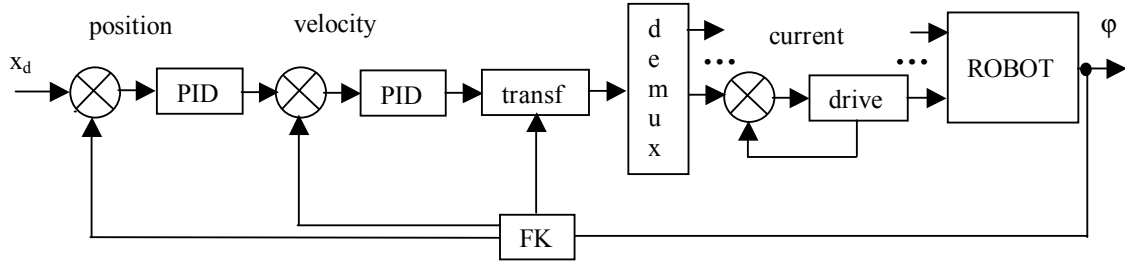 position
velocity
φ
x_d
PID
PID
transf
d
e
m
u
x
current
...
...
drive
ROBOT
FK